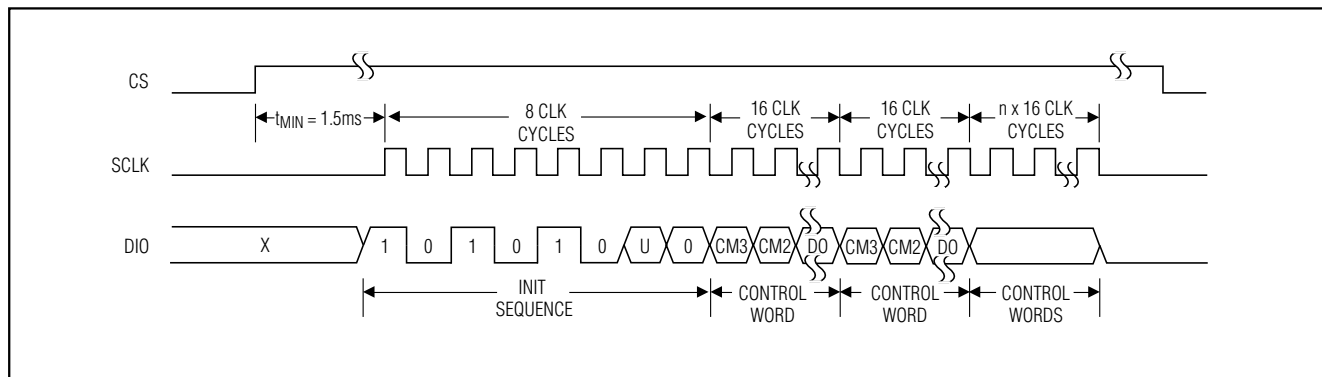 CS
tMIN = 1.5ms
8 CLK
CYCLES
16 CLK
CYCLES
16 CLK
CYCLES
n x 16 CLK
CYCLES
SCLK
DIO
X
1
0
1
0
1
0
U
0
CM3
CM2
D0
CM3
CM2
D0
INIT
SEQUENCE
CONTROL
WORD
CONTROL
WORD
CONTROL
WORDS